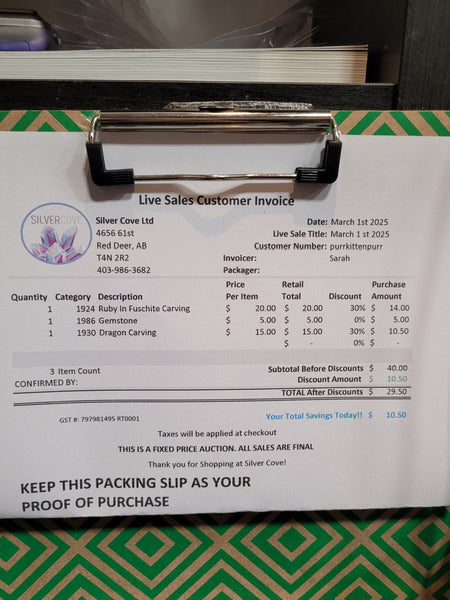 Live Sales Customer Invoice
SILVERCOVE
Silver Cove Ltd
4656 61st
Red Deer, AB
T4N 2R2
403-986-3682
Date: March 1st 2025
Live Sale Title: March 1 st 2025
Customer Number: purrkittenpurr
Invoicer: Sarah
Packager:
Quantity Category Description Price Per Item Retail Total Discount Purchase Amount
1 1924 Ruby In Fuschite Carving $ 20.00 $ 20.00 30% $ 14.00
1 1986 Gemstone $ 5.00 $ 5.00 0% $ 5.00
1 1930 Dragon Carving $ 15.00 $ 15.00 30% $ 10.50
$ - 0% $ -
3 Item Count Subtotal Before Discounts $ 40.00
CONFIRMED BY: Discount Amount $ 10.50
TOTAL After Discounts $ 29.50
GST #: 797981495 RT0001 Your Total Savings Today!! $ 10.50
Taxes will be applied at checkout
THIS IS A FIXED PRICE AUCTION. ALL SALES ARE FINAL
Thank you for Shopping at Silver Cove!
KEEP THIS PACKING SLIP AS YOUR
PROOF OF PURCHASE